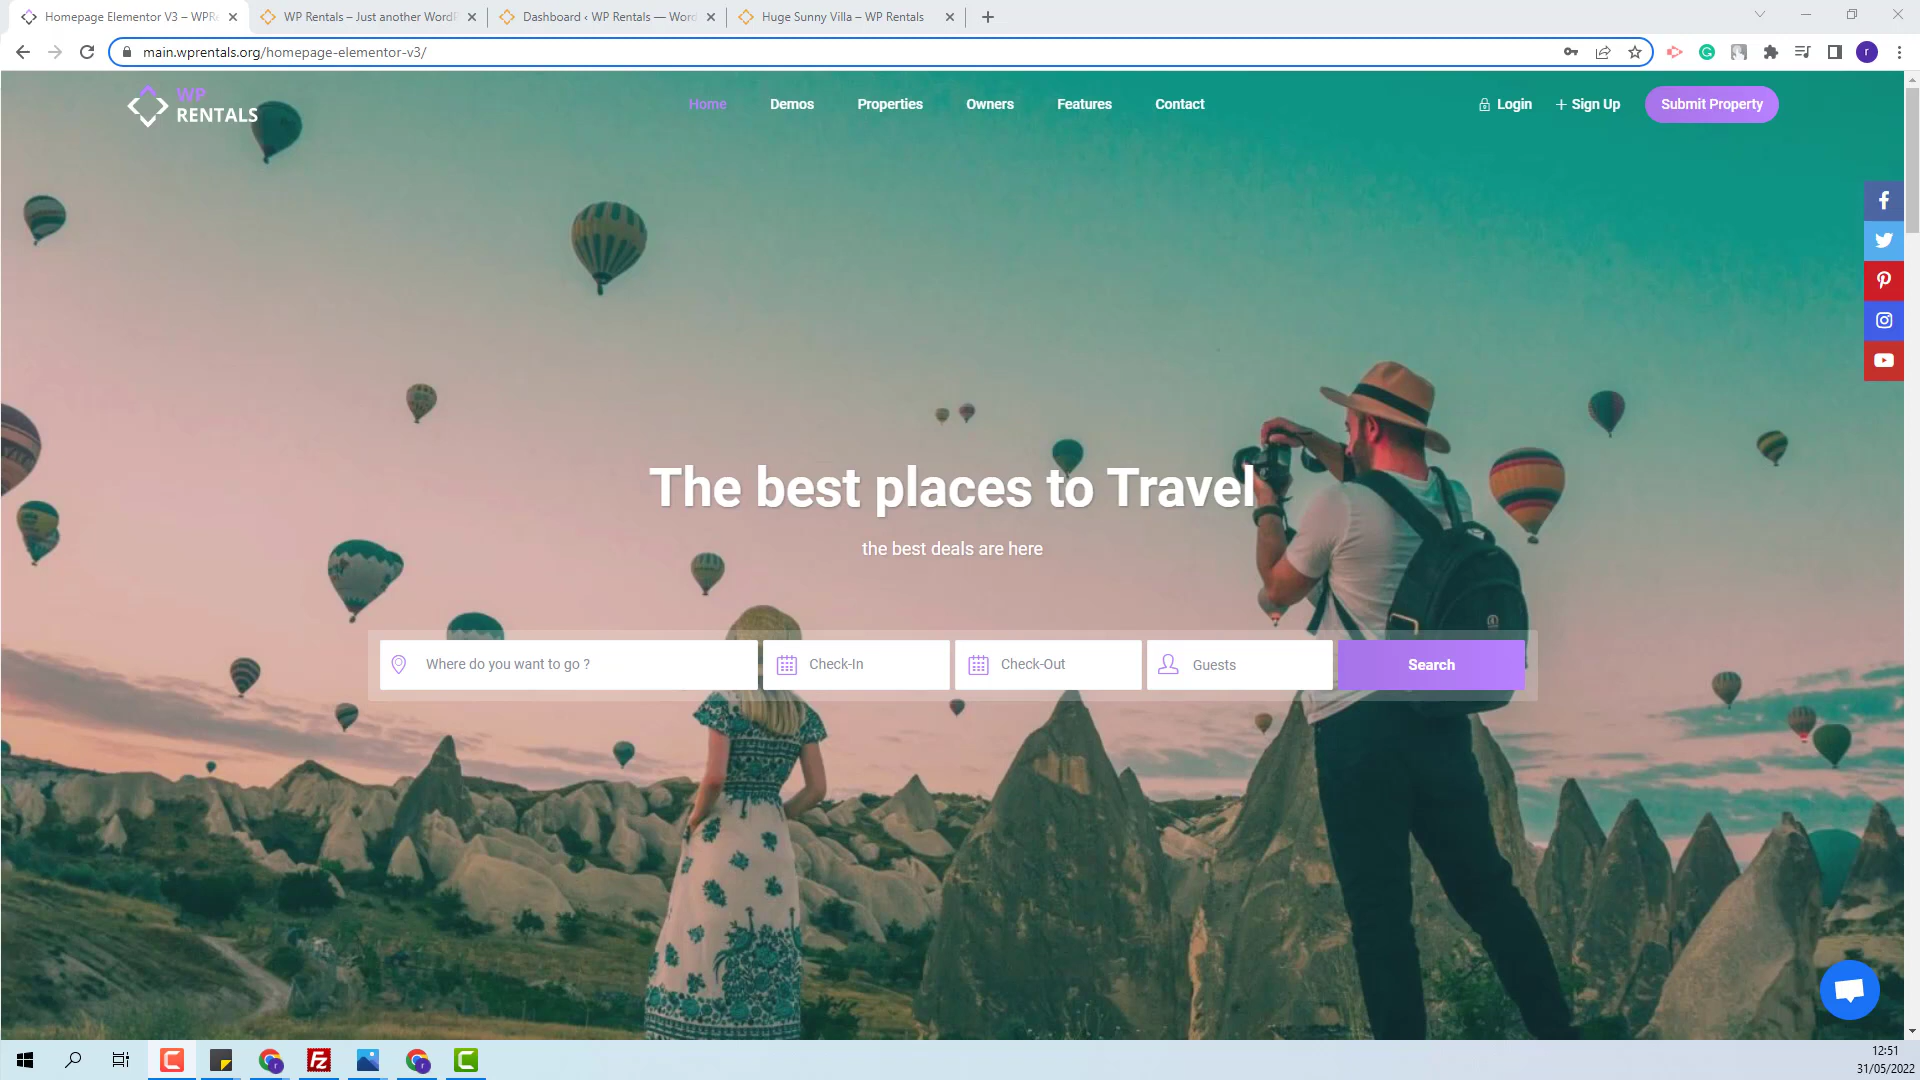 Homepage Elementor V3 – WPR
WP Rentals – Just another Word
Dashboard ‹ WP Rentals — Wor
Huge Sunny Villa – WP Rentals
main.wprentals.org/homepage-elementor-v3/
r
WP
RENTALS
Home
Demos
Properties
Owners
Features
Contact
Login
+ Sign Up
Submit Property
The best places to Travel
the best deals are here
Where do you want to go ?
Check-In
Check-Out
Guests
Search
12:51
31/05/2022